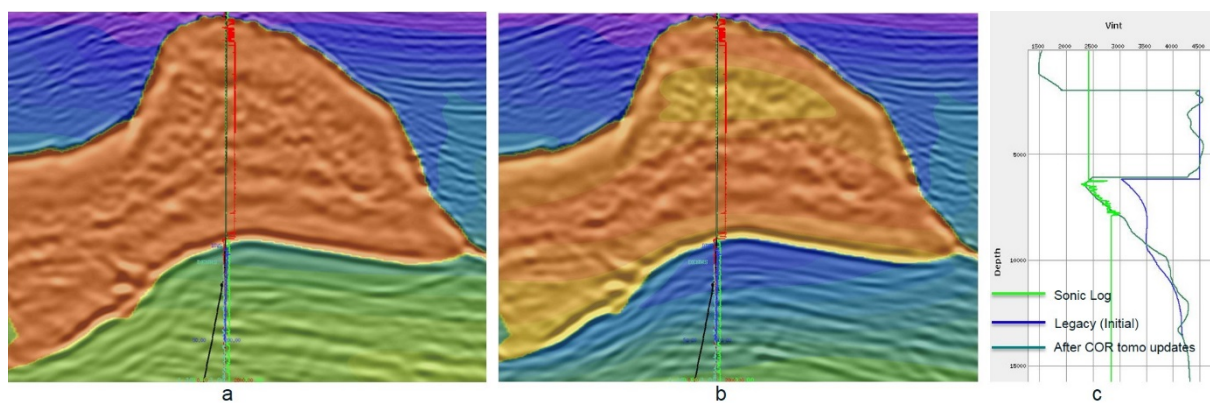 Vint
1500 2000 2500 3000 3500 4000 4500
5000
10000
15000
Depth
Sonic Log
Legacy (Initial)
After COR tomo updates
a
b
c